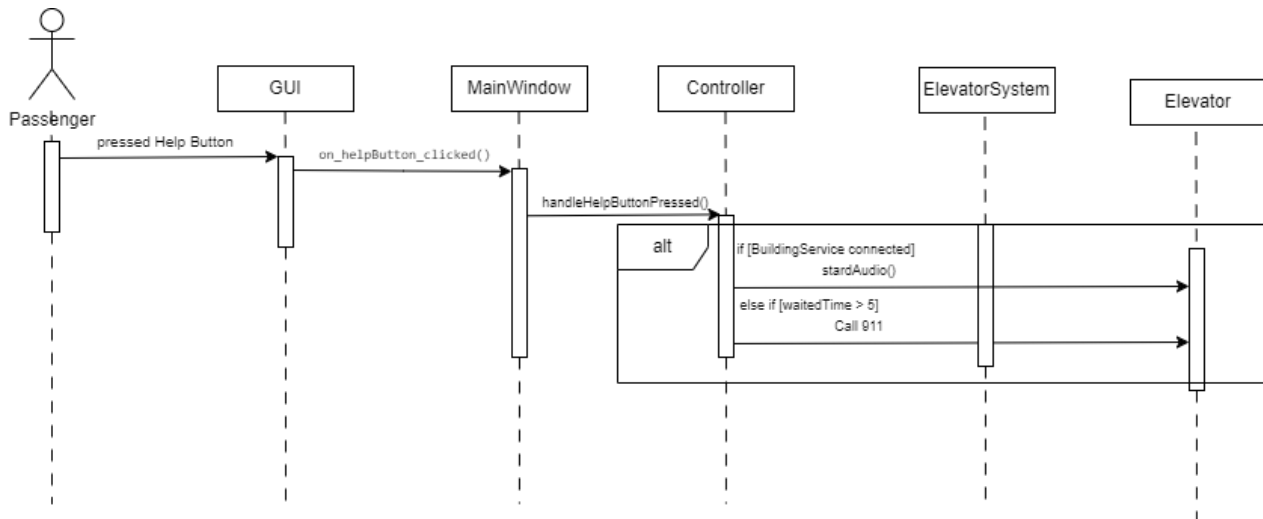 Passenger
GUI
MainWindow
Controller
ElevatorSystem
Elevator
pressed Help Button
on_helpButton_clicked()
handleHelpButtonPressed()
alt
if [BuildingService connected]
stardAudio()
else if [waitedTime > 5]
Call 911